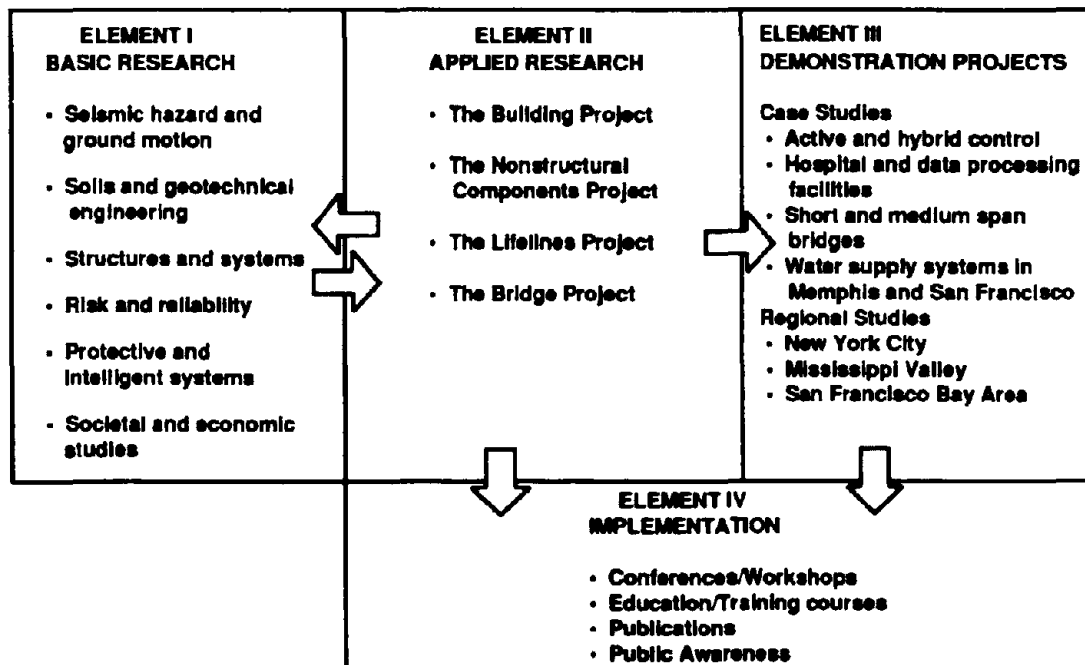 ELEMENT I
BASIC RESEARCH
• Seismic hazard and
ground motion
• Soils and geotechnical
engineering
• Structures and systems
• Risk and reliability
• Protective and
intelligent systems
• Societal and economic
studies
ELEMENT II
APPLIED RESEARCH
• The Building Project
• The Nonstructural
Components Project
• The Lifelines Project
• The Bridge Project
ELEMENT III
DEMONSTRATION PROJECTS
Case Studies
• Active and hybrid control
• Hospital and data processing
facilities
• Short and medium span
bridges
• Water supply systems in
Memphis and San Francisco
Regional Studies
• New York City
• Mississippi Valley
• San Francisco Bay Area
ELEMENT IV
IMPLEMENTATION
• Conferences/Workshops
• Education/Training courses
• Publications
• Public Awareness